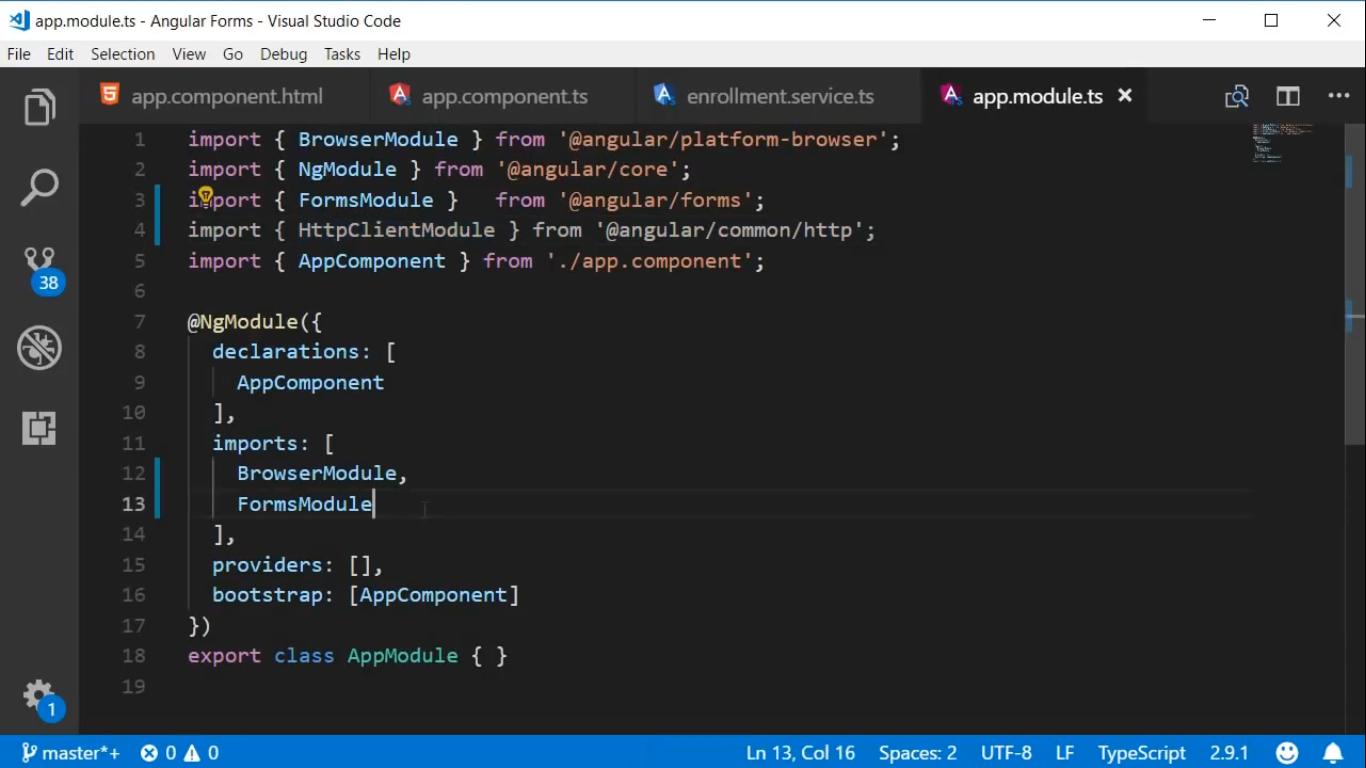 app.module.ts - Angular Forms - Visual Studio Code
File Edit Selection View Go Debug Tasks Help
app.component.html app.component.ts enrollment.service.ts app.module.ts
1 import { BrowserModule } from '@angular/platform-browser';
2 import { NgModule } from '@angular/core';
3 import { FormsModule }   from '@angular/forms';
4 import { HttpClientModule } from '@angular/common/http';
5 import { AppComponent } from './app.component';
6
7 @NgModule({
8   declarations: [
9     AppComponent
10   ],
11   imports: [
12     BrowserModule,
13     FormsModule
14   ],
15   providers: [],
16   bootstrap: [AppComponent]
17 })
18 export class AppModule { }
19
38
1
master*+ 0 0 Ln 13, Col 16 Spaces: 2 UTF-8 LF TypeScript 2.9.1